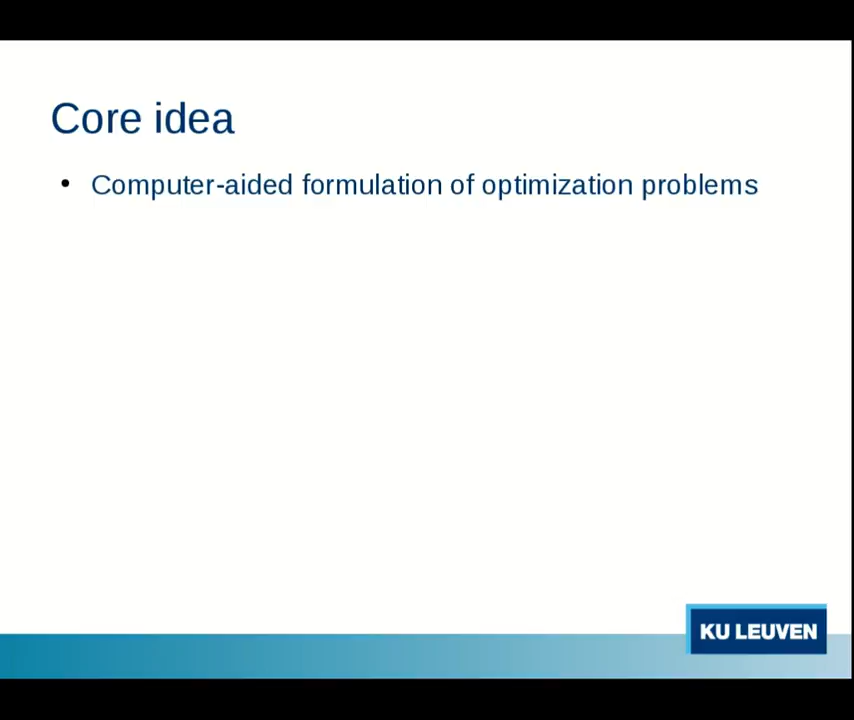 Core idea
• Computer-aided formulation of optimization problems
KU LEUVEN